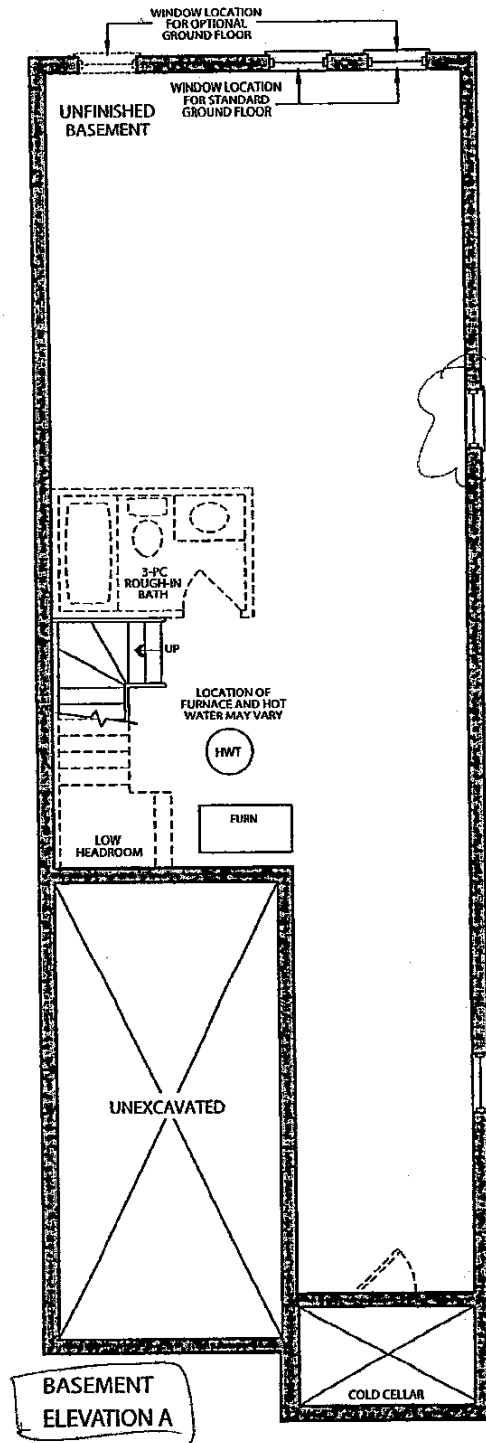 WINDOW LOCATION
FOR OPTIONAL
GROUND FLOOR
WINDOW LOCATION
FOR STANDARD
GROUND FLOOR
UNFINISHED
BASEMENT
3-PC
ROUGH-IN
BATH
UP
LOCATION OF
FURNACE AND HOT
WATER MAY VARY
HWT
FURN
LOW
HEADROOM
UNEXCAVATED
COLD CELLAR
BASEMENT
ELEVATION A